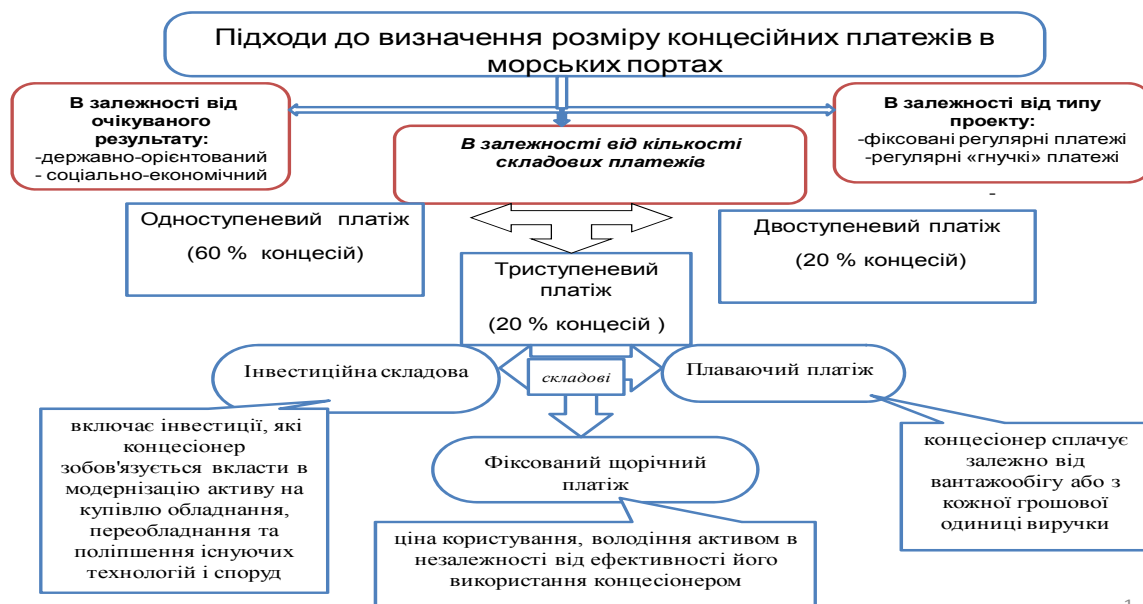 Підходи до визначення розміру концесійних платежів в
морських портах
В залежності від
очікуваного
результату:
-державно-орієнтований
- соціально-економічний
В залежності від кількості
складових платежів
В залежності від типу
проекту:
-фіксовані регулярні платежі
-регулярні «гнучкі» платежі
-
Одноступеневий платіж
(60 % концесій)
Двоступеневий платіж
(20 % концесій)
Триступеневий
платіж
(20 % концесій )
Інвестиційна складова
складові
Плаваючий платіж
включає інвестиції, які
концесіонер
зобов'язується вкласти в
модернізацію активу на
купівлю обладнання,
переобладнання та
поліпшення існуючих
технологій і споруд
Фіксований щорічний
платіж
концесіонер сплачує
залежно від
вантажообігу або з
кожної грошової
одиниці виручки
ціна користування, володіння активом в
незалежності від ефективності його
використання концесіонером
1